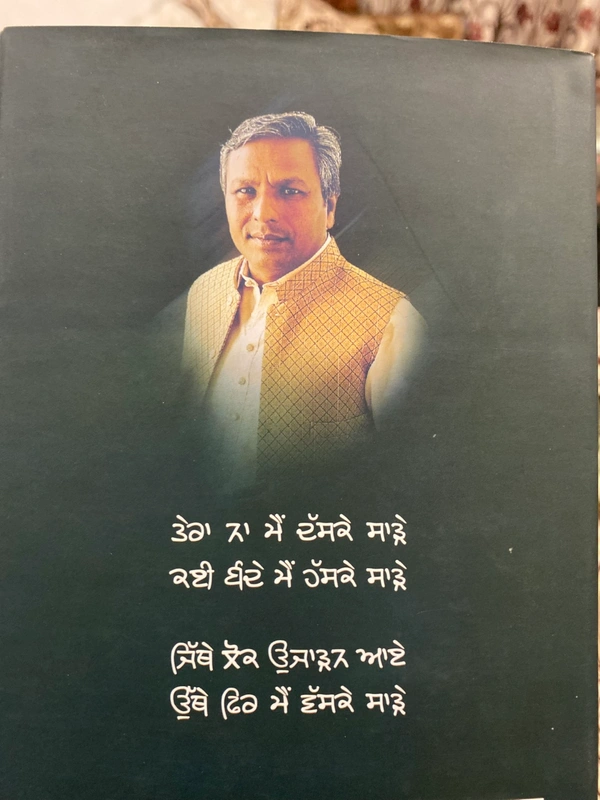 ਤੇਰਾ ਨਾ ਮੈਂ ਦੱਸਕੇ ਸਾੜੇ
ਕਈ ਬੰਦੇ ਮੈਂ ਹੱਸਕੇ ਸਾੜੇ
ਜਿੱਥੇ ਲੋਕ ਉਜਾੜਨ ਆਏ
ਉੱਥੇ ਫਿਰ ਮੈਂ ਵੱਸਕੇ ਸਾੜੇ